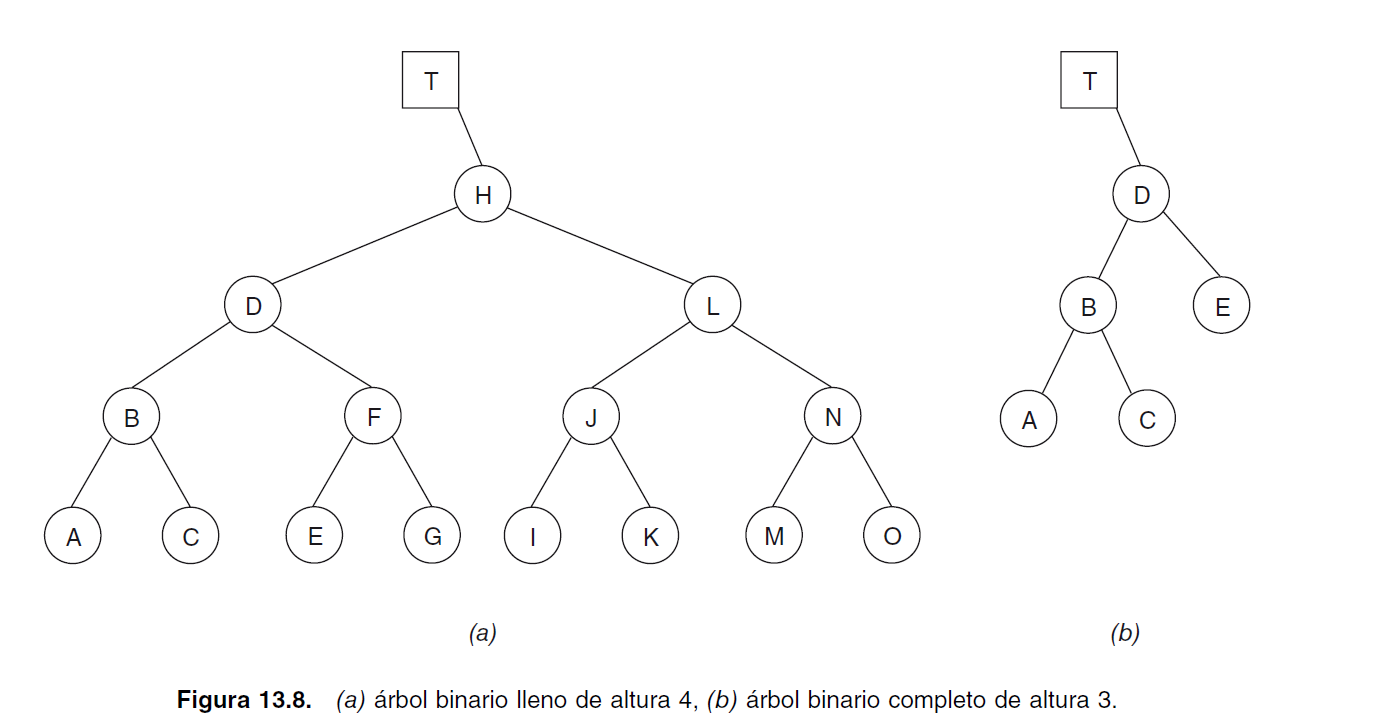 T
H
D L
B F J N
A C E G I K M O
(a)
T
D
B E
A C
(b)
Figura 13.8. (a) árbol binario lleno de altura 4, (b) árbol binario completo de altura 3.